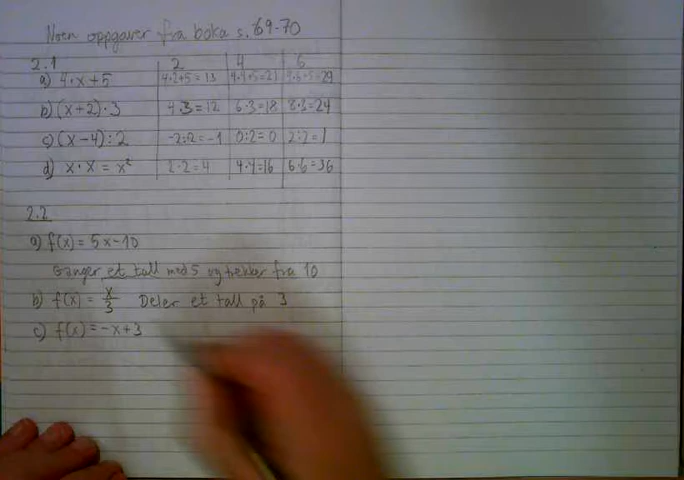 Noen oppgaver fra boka s. 69-70
2.1 2 4 6
a) 4·x+5 4·2+5=13 4·4+5=21 4·6+5=29
b) (x+2)·3 4·3=12 6·3=18 8·3=24
c) (x-4):2 -2:2=-1 0:2=0 2:2=1
d) x·x=x² 2·2=4 4·4=16 6·6=36
2.2
a) f(x)=5x-10
Ganger et tall med 5 og trekker fra 10
b) f(x)=x/3 Deler et tall på 3
c) f(x)=-x+3